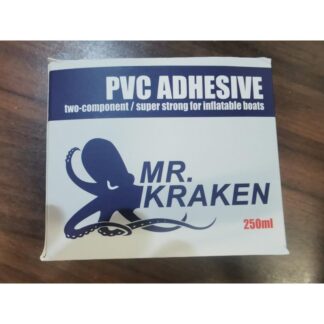 PVC ADHESIVE
two-component / super strong for inflatable boats
MR.
KRAKEN
250ml